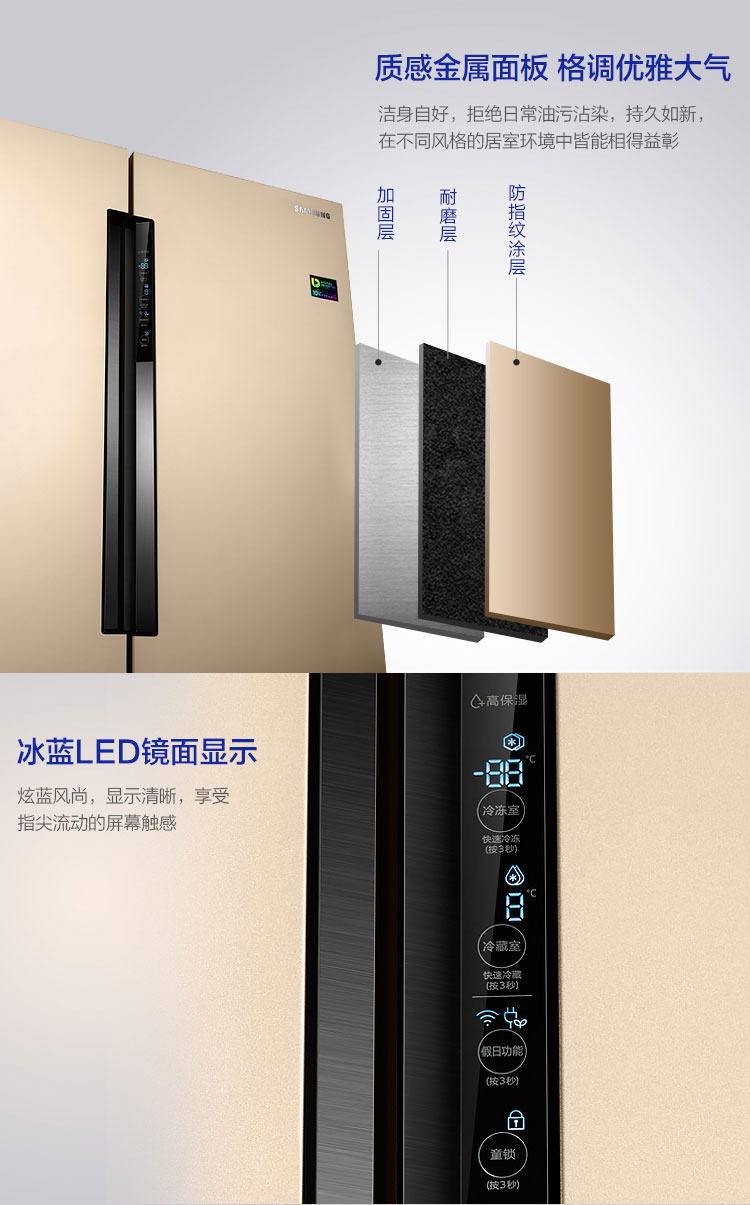 质感金属面板 格调优雅大气
洁身自好，拒绝日常油污沾染，持久如新，
在不同风格的居室环境中皆能相得益彰
加固层
耐磨层
防指纹涂层
SAMSUNG
冰蓝LED镜面显示
炫蓝风尚，显示清晰，享受
指尖流动的屏幕触感
高保湿
-88°C
冷冻室
快速冷冻
(按3秒)
8°C
冷藏室
快速冷藏
(按3秒)
假日功能
(按3秒)
童锁
(按3秒)